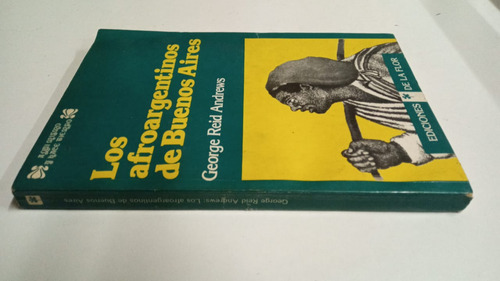 Los
afroargentinos
de Buenos Aires
George Reid Andrews
EDICIONES
DE LA FLOR
George Reid Andrews: Los afroargentinos de Buenos Aires